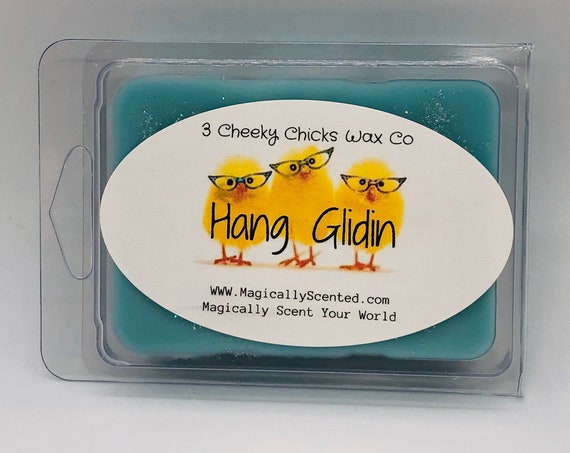 3 Cheeky Chicks Wax Co
Hang Glidin
www.MagicallyScented.com
Magically Scent Your World